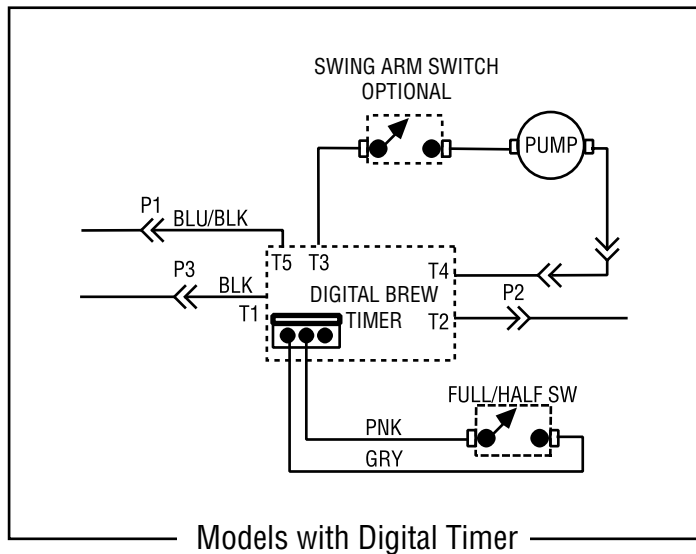 SWING ARM SWITCH
OPTIONAL
PUMP
P1
BLU/BLK
T5
T3
T4
P3
BLK
DIGITAL BREW
P2
T1
TIMER
T2
FULL/HALF SW
PNK
GRY
Models with Digital Timer